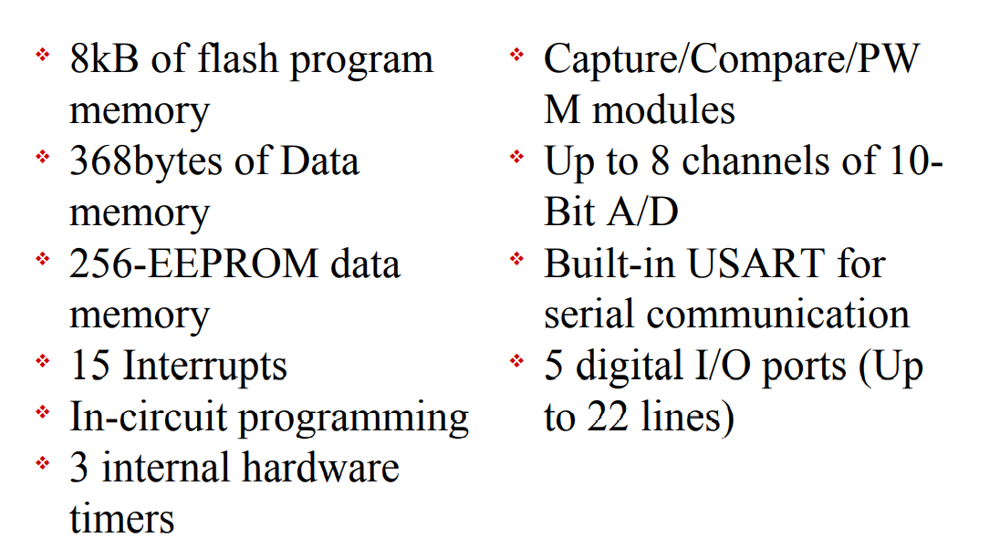 ❖ 8kB of flash program
memory
❖ 368bytes of Data
memory
❖ 256-EEPROM data
memory
❖ 15 Interrupts
❖ In-circuit programming
❖ 3 internal hardware
timers
❖ Capture/Compare/PW
M modules
❖ Up to 8 channels of 10-
Bit A/D
❖ Built-in USART for
serial communication
❖ 5 digital I/O ports (Up
to 22 lines)